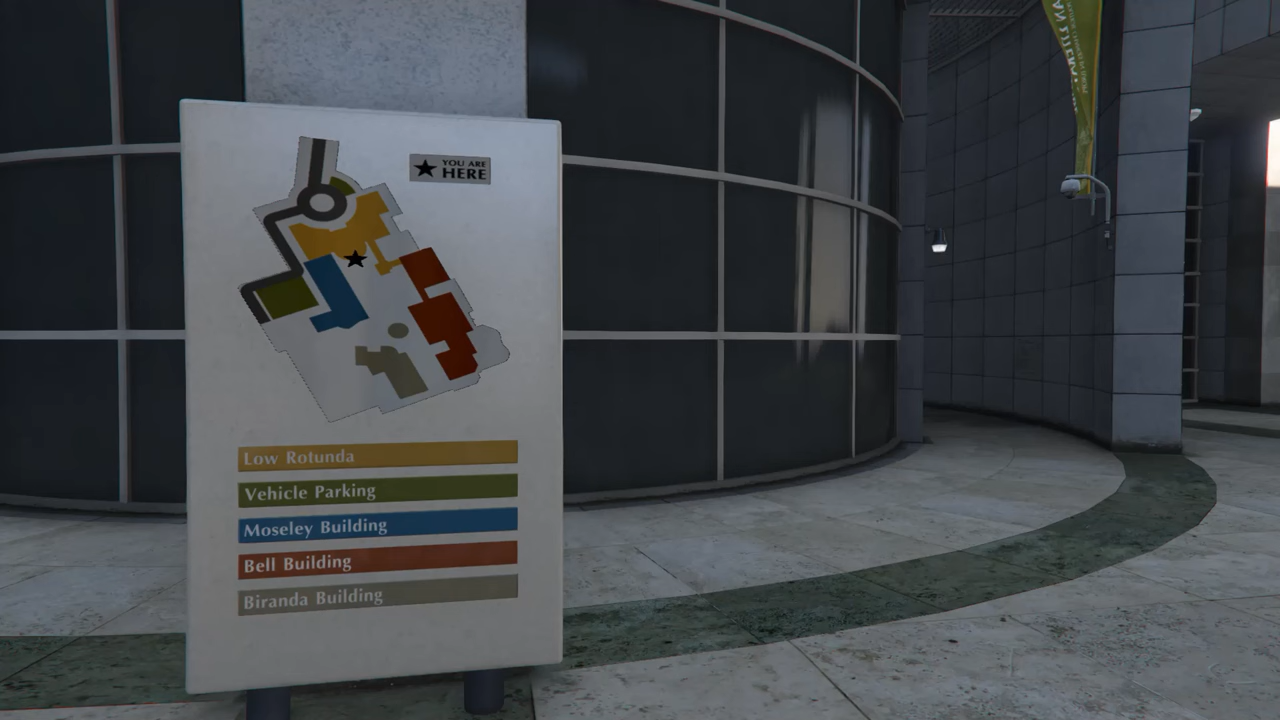 YOU ARE
HERE
Low Rotunda
Vehicle Parking
Moseley Building
Bell Building
Biranda Building